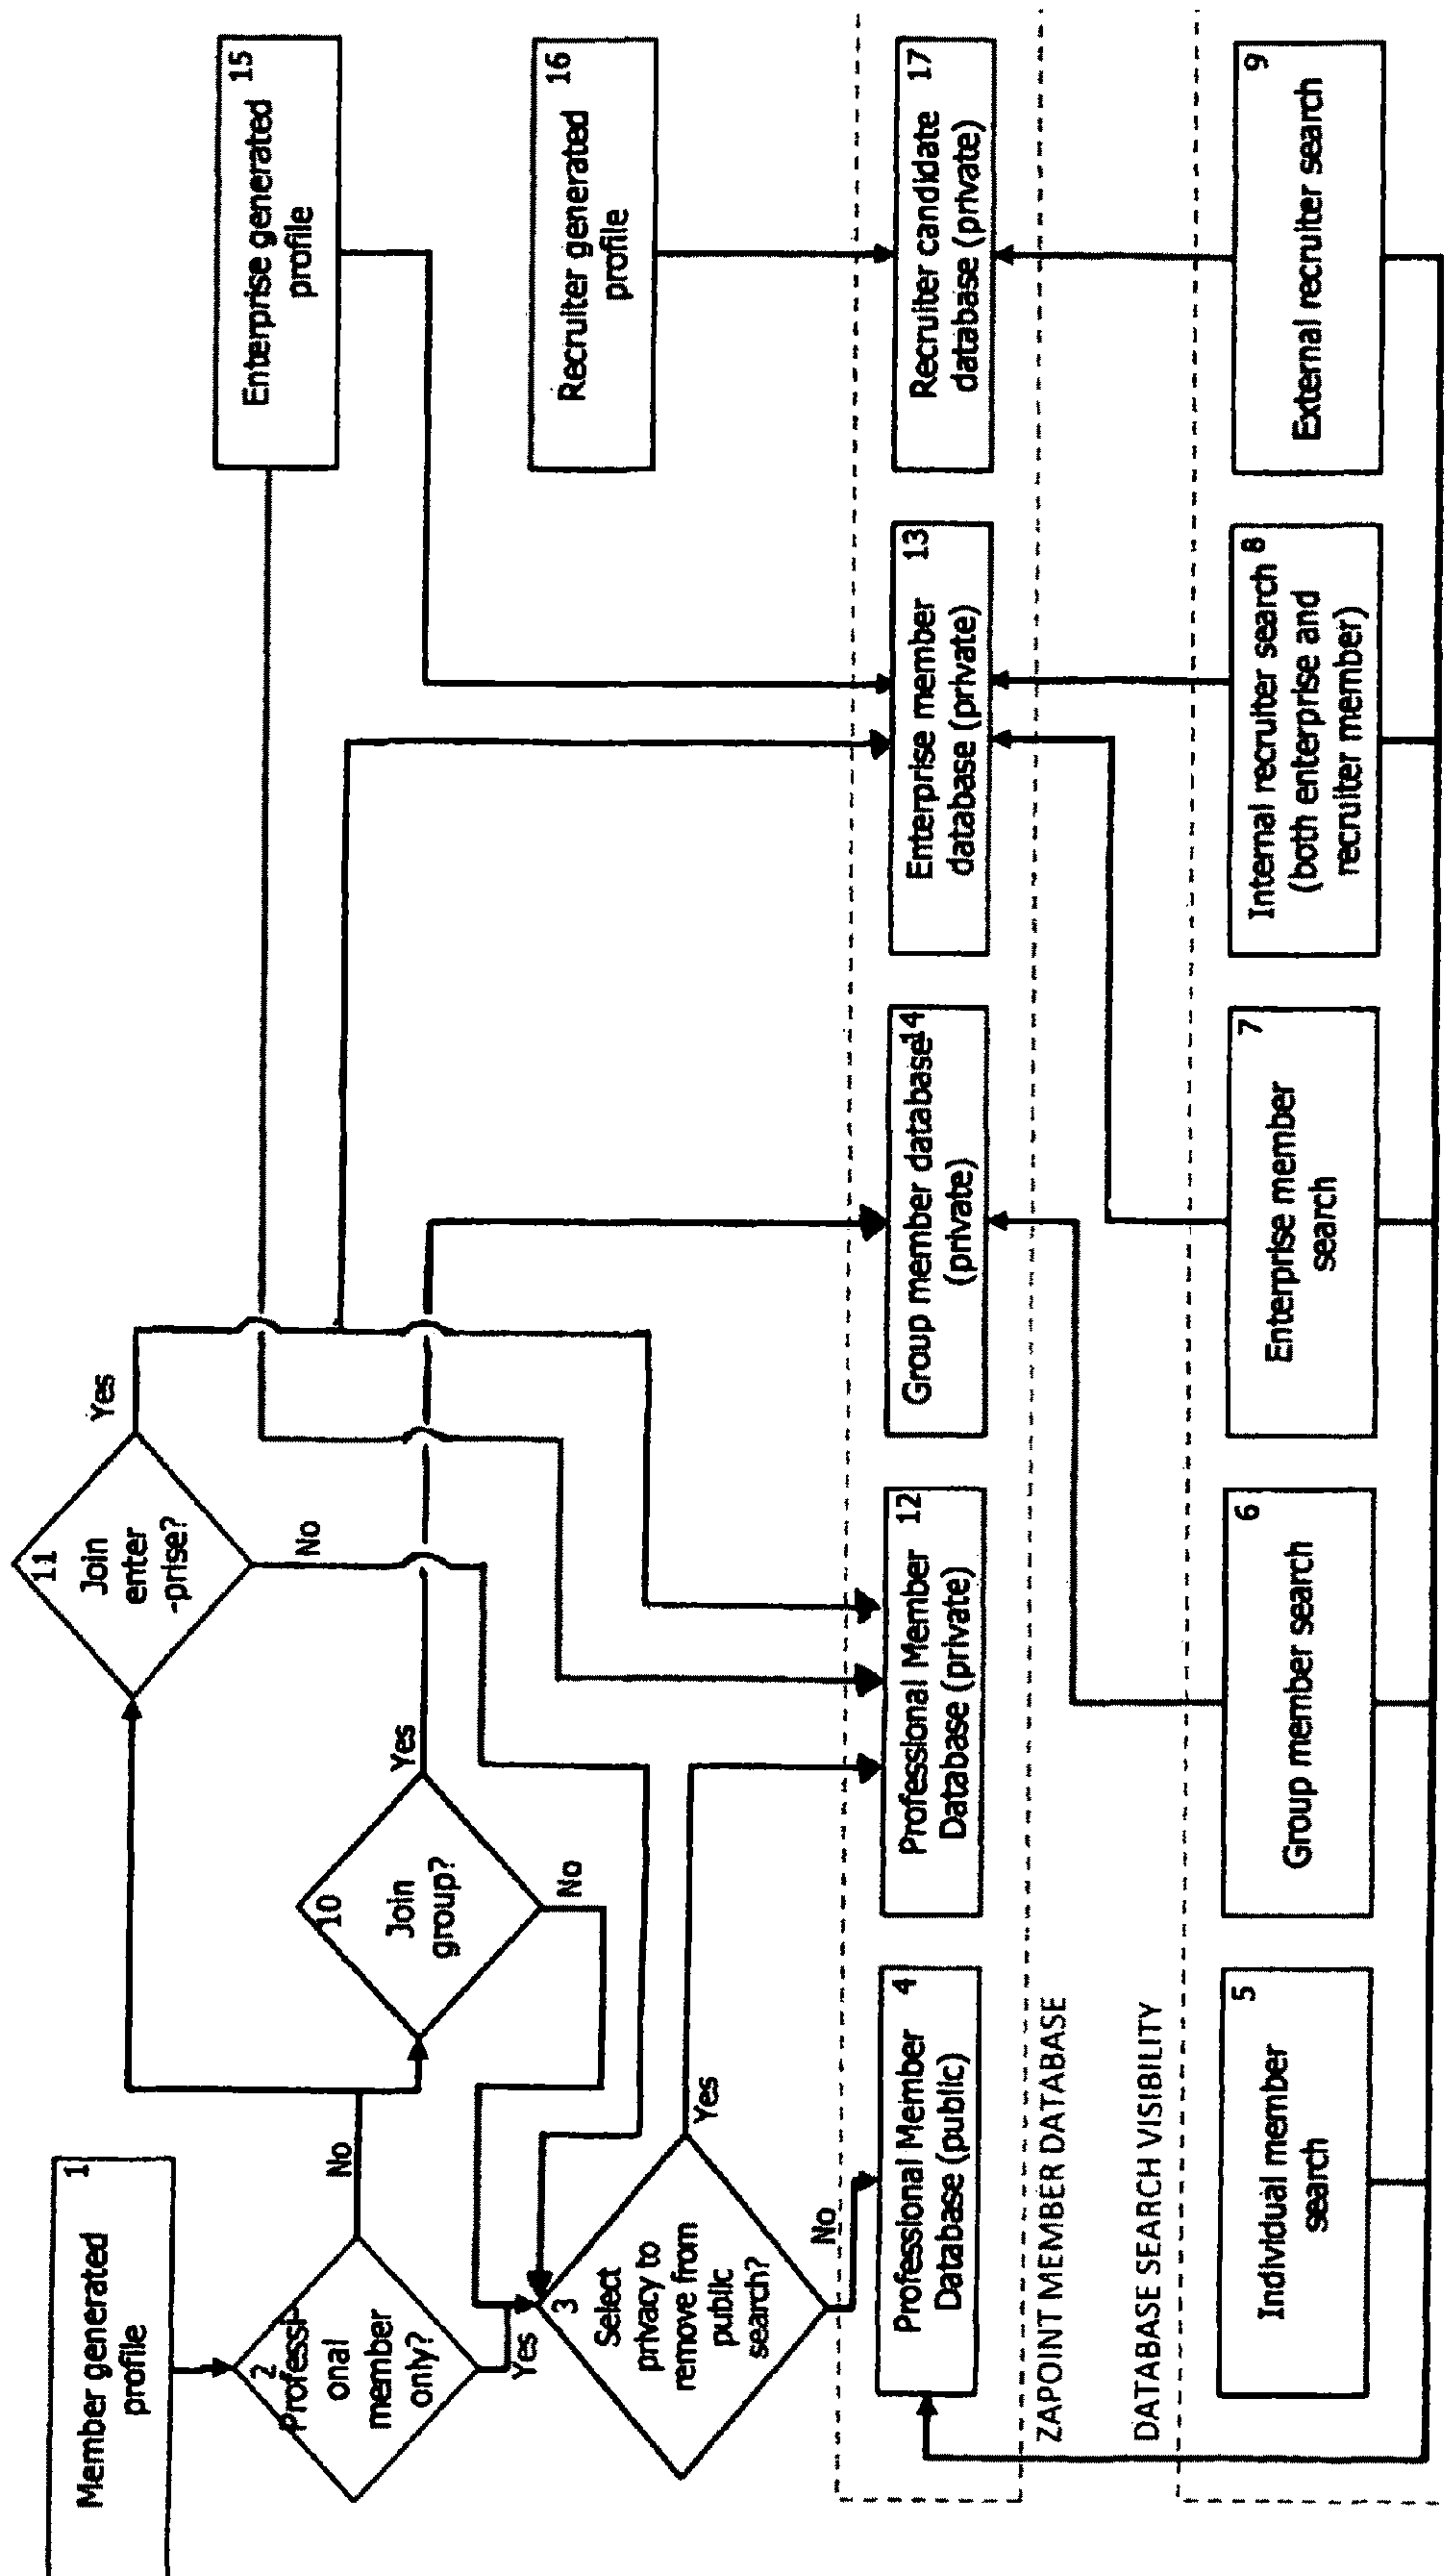 1
Member generated
profile
2
Professi-
onal
member
only?
No
Yes
11
Join
enter
-prise?
Yes
No
10
Join
group?
Yes
No
3
Select
privacy to
remove from
public
search?
Yes
No
15
Enterprise generated
profile
16
Recruiter generated
profile
Professional Member 4
Database (public)
Professional Member 12
Database (private)
Group member database 14
(private)
Enterprise member 13
database (private)
Recruiter candidate 17
database (private)
ZAPOINT MEMBER DATABASE
DATABASE SEARCH VISIBILITY
5
Individual member
search
6
Group member search
7
Enterprise member
search
Internal recruiter search 8
(both enterprise and
recruiter member)
9
External recruiter search